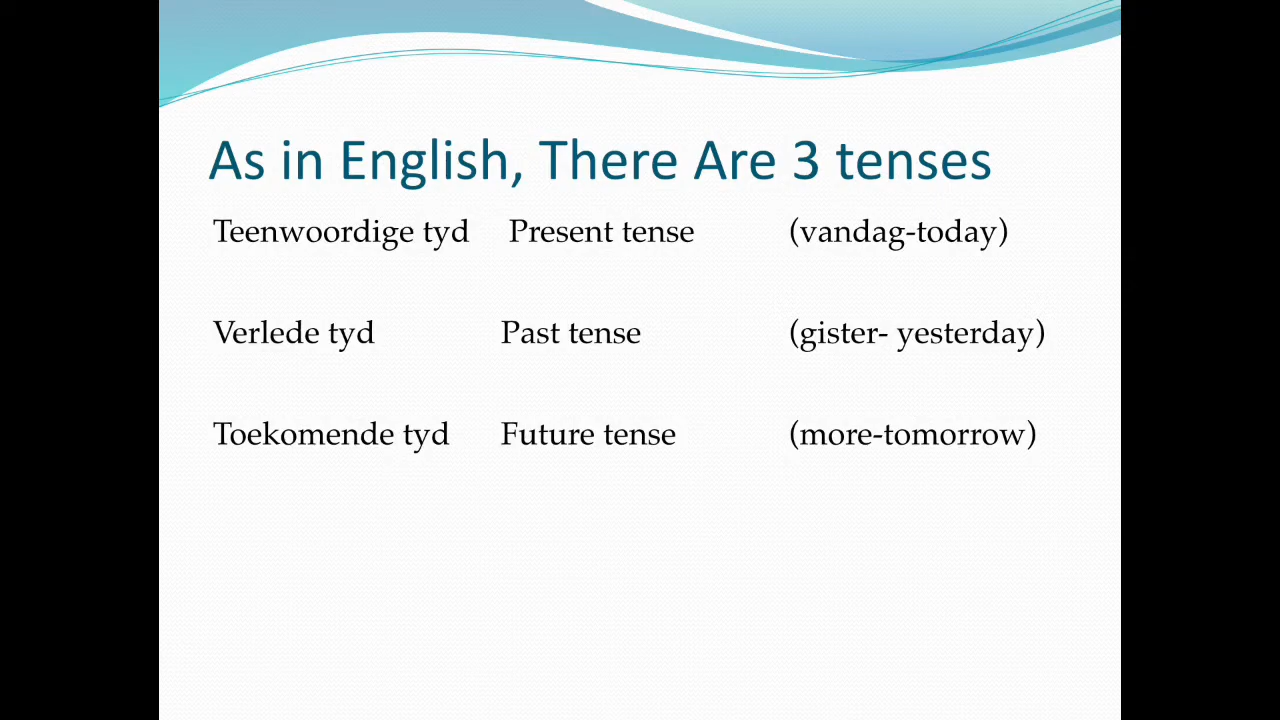 As in English, There Are 3 tenses
Teenwoordige tyd Present tense (vandag-today)
Verlede tyd Past tense (gister- yesterday)
Toekomende tyd Future tense (more-tomorrow)